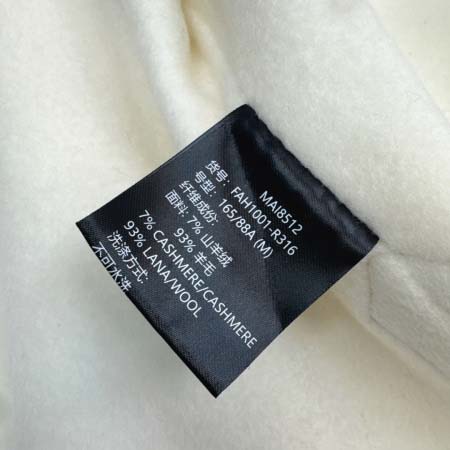 MAI8512
货号: FAH1001-R316
号型: 165/88A (M)
纤维成份:
面料: 7% 山羊绒
93% 羊毛
7% CASHMERE/CASHMERE
93% LANA/WOOL
洗涤方式:
不可水洗